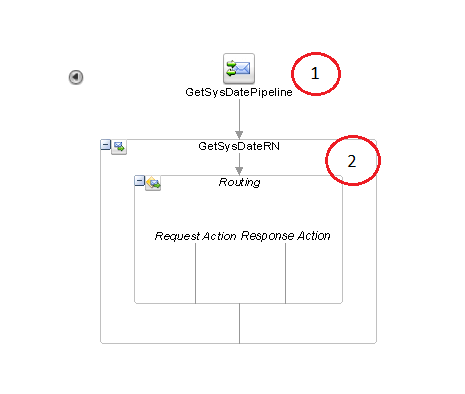 1
GetSysDatePipeline
GetSysDateRN
2
Routing
Request Action Response Action